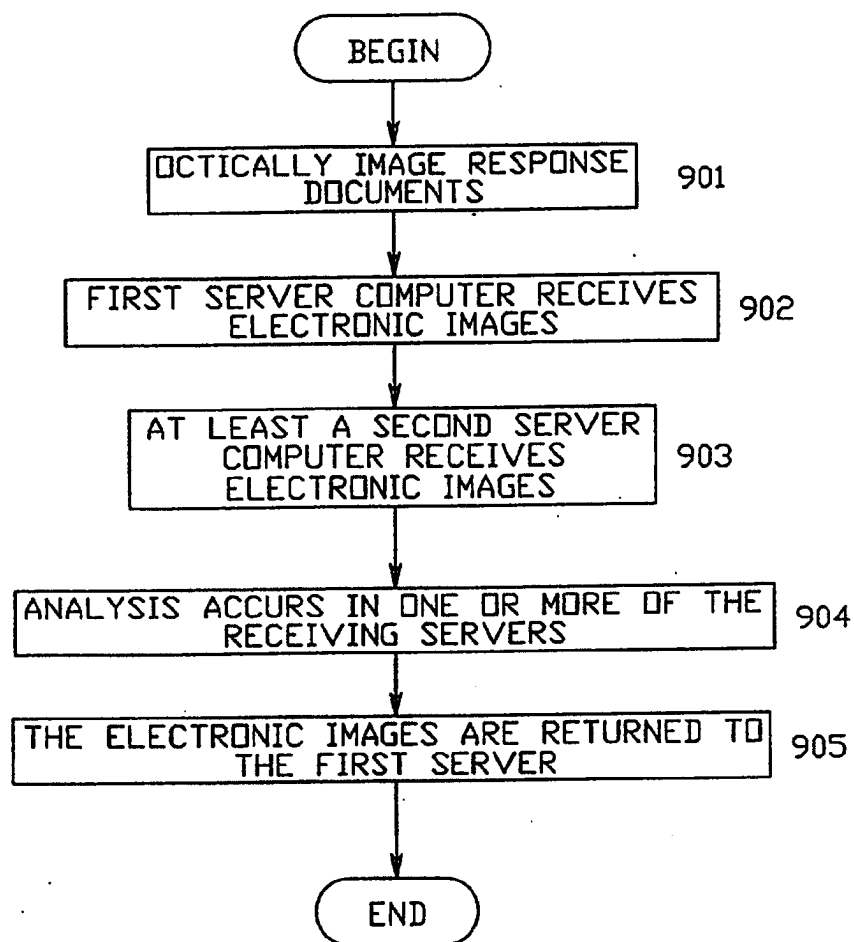 BEGIN
OCTICALLY IMAGE RESPONSE
DOCUMENTS
901
FIRST SERVER COMPUTER RECEIVES
ELECTRONIC IMAGES
902
AT LEAST A SECOND SERVER
COMPUTER RECEIVES
ELECTRONIC IMAGES
903
ANALYSIS ACCURS IN ONE OR MORE OF THE
RECEIVING SERVERS
904
THE ELECTRONIC IMAGES ARE RETURNED TO
THE FIRST SERVER
905
END